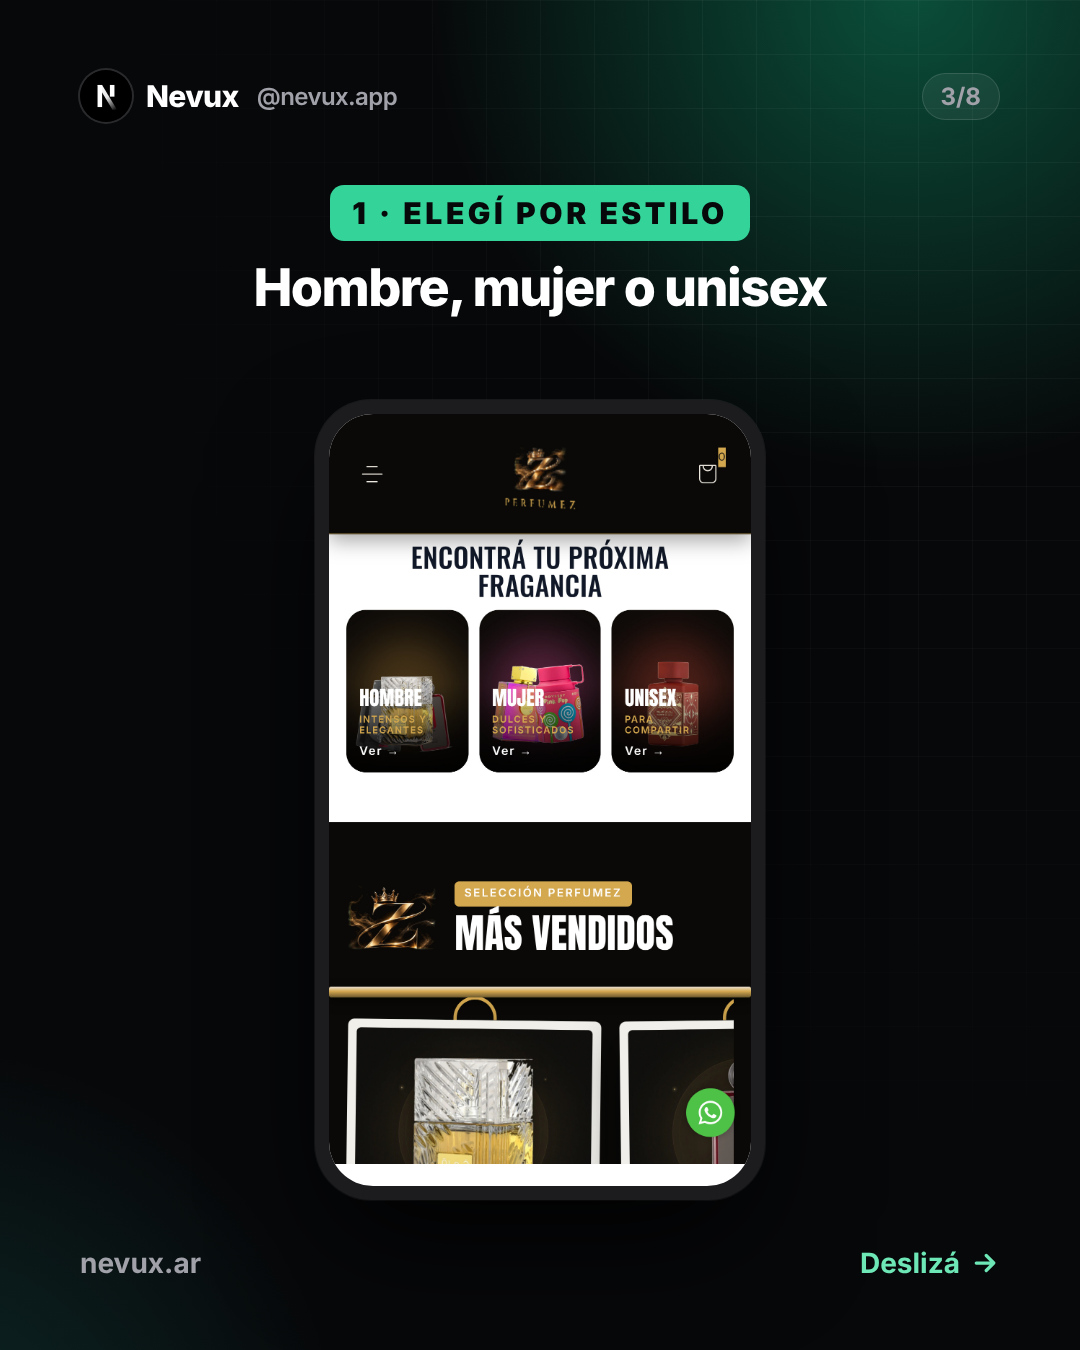 N Nevux @nevux.app 3/8
1 · ELEGÍ POR ESTILO
Hombre, mujer o unisex
PERFUMEZ
0
ENCONTRÁ TU PRÓXIMA
FRAGANCIA
HOMBRE
INTENSOS Y
ELEGANTES
Ver →
MUJER
DULCES Y
SOFISTICADOS
Ver →
UNISEX
PARA
COMPARTIR
Ver →
SELECCIÓN PERFUMEZ
MÁS VENDIDOS
nevux.ar
Deslizá →